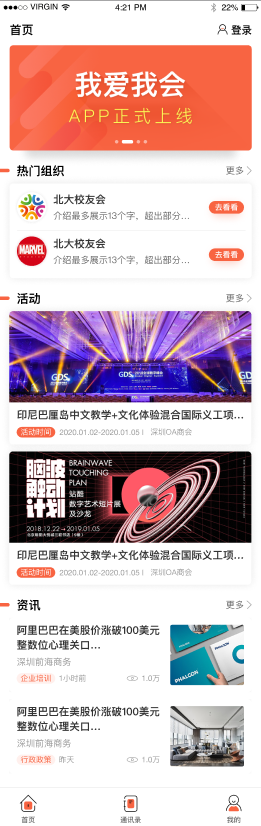 VIRGIN 4:21 PM 22%
首页 登录
我爱我会
APP正式上线
热门组织 更多
北大校友会
介绍最多展示13个字，超出部分... 去看看
MARVEL
北大校友会
介绍最多展示13个字，超出部分... 去看看
活动 更多
GDS
印尼巴厘岛中文教学+文化体验混合国际义工项...
活动时间 2020.01.02-2020.01.05 | 深圳OA商会
脑波触动计划
BRAINWAVE
TOUCHING
PLAN
站酷
数字艺术短片展
及沙龙
2018.12.22→2019.01.05
印尼巴厘岛中文教学+文化体验混合国际义工项...
活动时间 2020.01.02-2020.01.05 | 深圳OA商会
资讯 更多
阿里巴巴在美股价涨破100美元
整数位心理关口...
深圳前海商务
企业培训 1小时前 1.0万
PHALCON
PHALCON
阿里巴巴在美股价涨破100美元
整数位心理关口...
深圳前海商务
行政政策 昨天 1.0万
首页 通讯录 我的